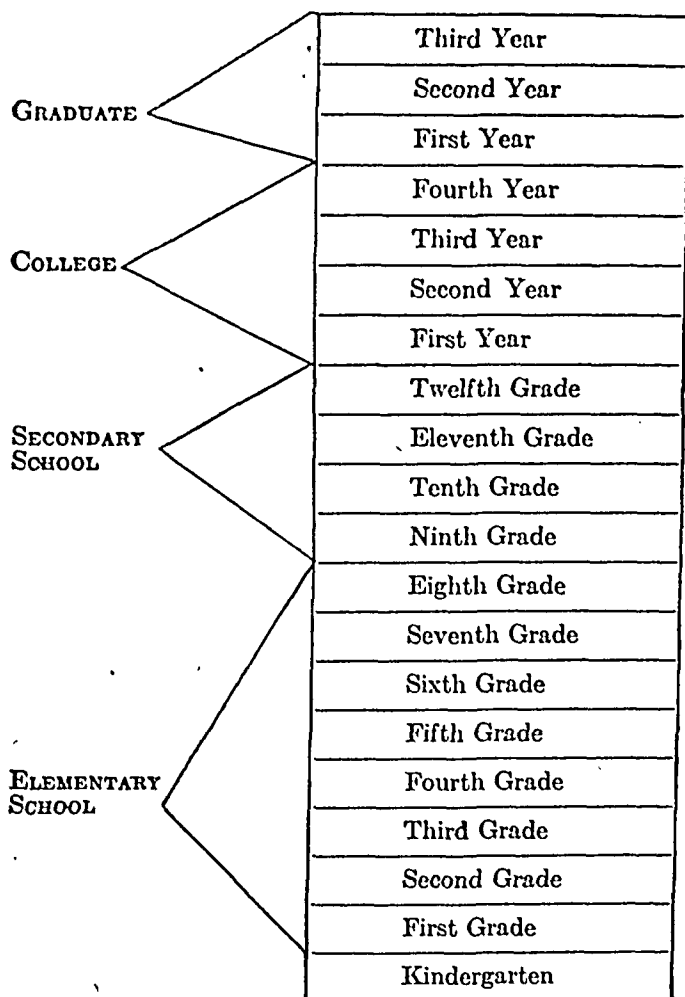 Third Year
Second Year
GRADUATE
First Year
Fourth Year
Third Year
COLLEGE
Second Year
First Year
Twelfth Grade
SECONDARY
SCHOOL
Eleventh Grade
Tenth Grade
Ninth Grade
Eighth Grade
Seventh Grade
Sixth Grade
Fifth Grade
ELEMENTARY
SCHOOL
Fourth Grade
Third Grade
Second Grade
First Grade
Kindergarten